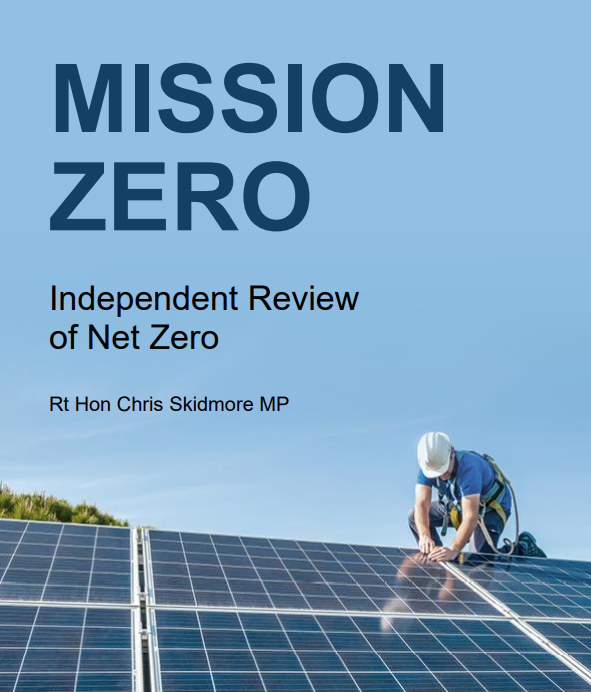 MISSION
ZERO
Independent Review
of Net Zero
Rt Hon Chris Skidmore MP